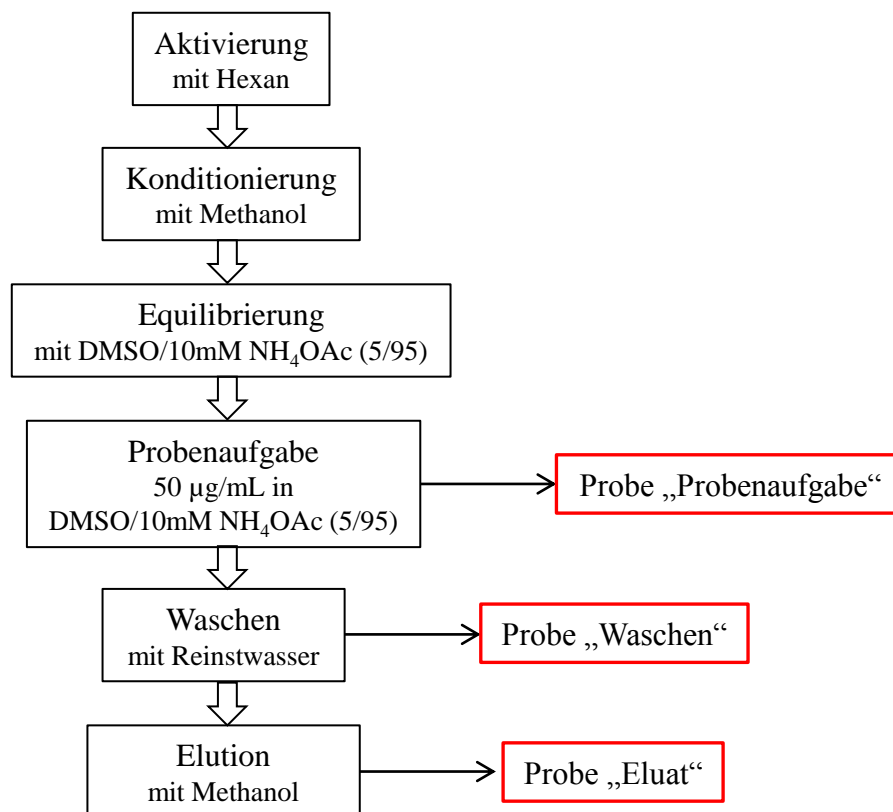 Aktivierung
mit Hexan
Konditionierung
mit Methanol
Equilibrierung
mit DMSO/10mM NH₄OAc (5/95)
Probenaufgabe
50 µg/mL in
DMSO/10mM NH₄OAc (5/95)
Probe „Probenaufgabe“
Waschen
mit Reinstwasser
Probe „Waschen“
Elution
mit Methanol
Probe „Eluat“